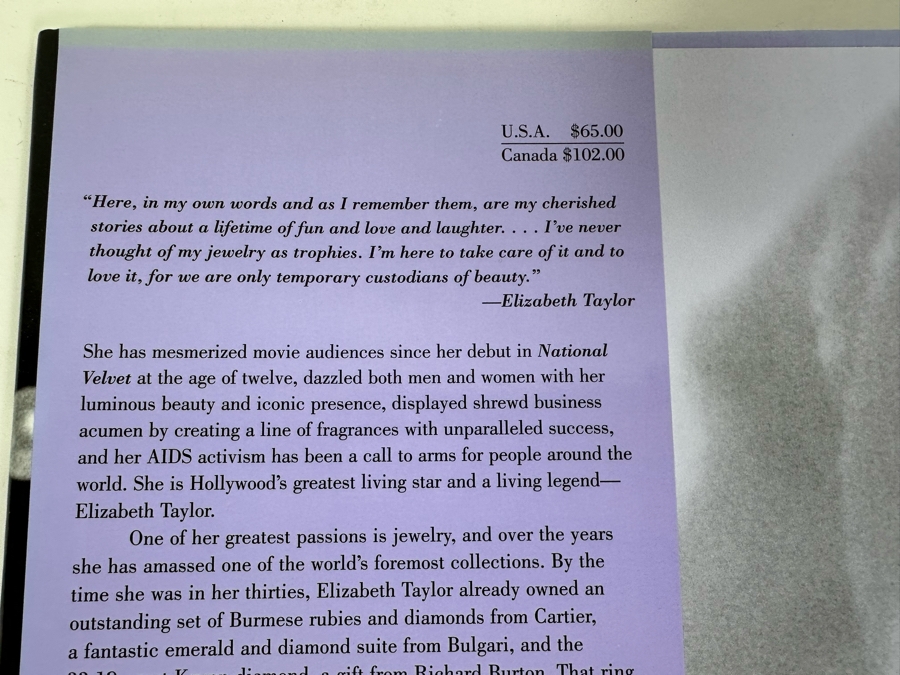 U.S.A. $65.00
Canada $102.00
“Here, in my own words and as I remember them, are my cherished
stories about a lifetime of fun and love and laughter. . . . I’ve never
thought of my jewelry as trophies. I’m here to take care of it and to
love it, for we are only temporary custodians of beauty.”
—Elizabeth Taylor
She has mesmerized movie audiences since her debut in National
Velvet at the age of twelve, dazzled both men and women with her
luminous beauty and iconic presence, displayed shrewd business
acumen by creating a line of fragrances with unparalleled success,
and her AIDS activism has been a call to arms for people around the
world. She is Hollywood’s greatest living star and a living legend—
Elizabeth Taylor.
One of her greatest passions is jewelry, and over the years
she has amassed one of the world’s foremost collections. By the
time she was in her thirties, Elizabeth Taylor already owned an
outstanding set of Burmese rubies and diamonds from Cartier,
a fantastic emerald and diamond suite from Bulgari, and the
diamond, a gift from Richard Burton. That ring